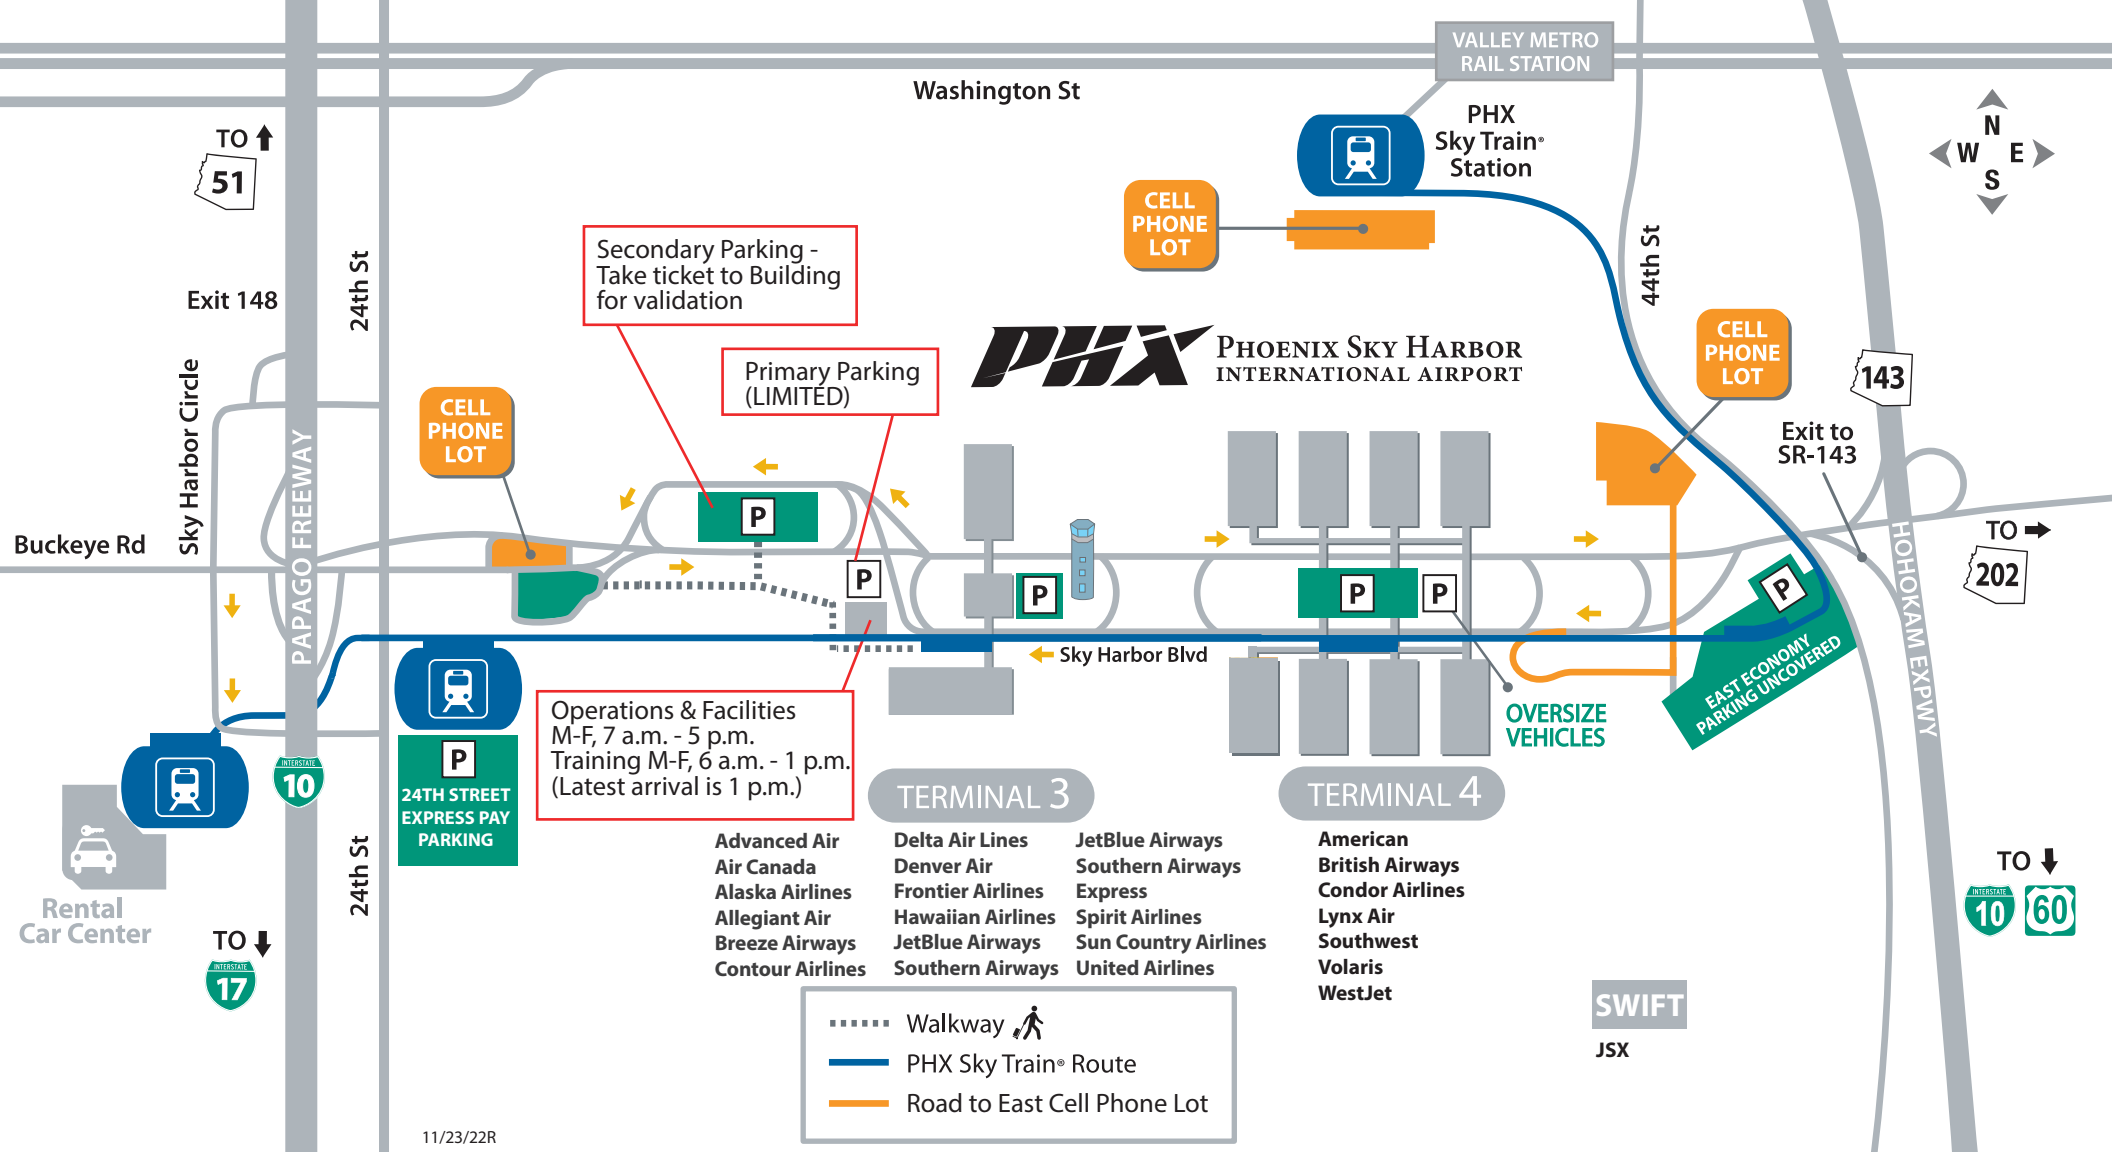 VALLEY METRO
RAIL STATION
Washington St
PHX
Sky Train®
Station
N
W E
S
TO
51
CELL
PHONE
LOT
Secondary Parking -
Take ticket to Building
for validation
24th St
44th St
Exit 148
CELL
PHONE
LOT
PHX
PHOENIX SKY HARBOR
INTERNATIONAL AIRPORT
Primary Parking
(LIMITED)
143
Sky Harbor Circle
CELL
PHONE
LOT
Exit to
SR-143
PAPAGO FREEWAY
P
Buckeye Rd
HOHOKAM EXPWY
TO
202
P
P
P
P
P
Sky Harbor Blvd
EAST ECONOMY
PARKING UNCOVERED
Operations & Facilities
M-F, 7 a.m. - 5 p.m.
Training M-F, 6 a.m. - 1 p.m.
(Latest arrival is 1 p.m.)
OVERSIZE
VEHICLES
P
24TH STREET
EXPRESS PAY
PARKING
INTERSTATE
10
TERMINAL 3
TERMINAL 4
24th St
Rental
Car Center
TO
INTERSTATE
17
Advanced Air
Air Canada
Alaska Airlines
Allegiant Air
Breeze Airways
Contour Airlines
Delta Air Lines
Denver Air
Frontier Airlines
Hawaiian Airlines
JetBlue Airways
Southern Airways
JetBlue Airways
Southern Airways
Express
Spirit Airlines
Sun Country Airlines
United Airlines
American
British Airways
Condor Airlines
Lynx Air
Southwest
Volaris
WestJet
TO
INTERSTATE
10
60
SWIFT
JSX
Walkway
PHX Sky Train® Route
Road to East Cell Phone Lot
11/23/22R